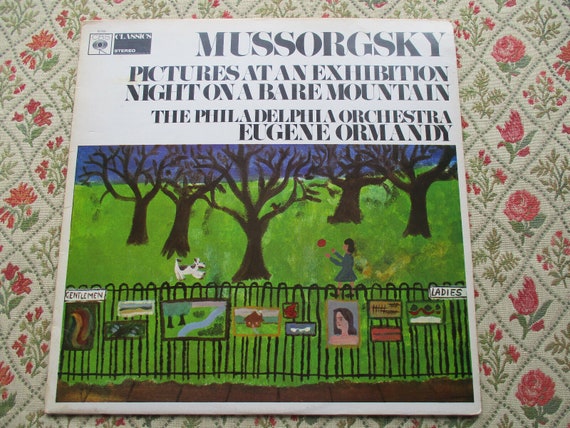 CBS
CLASSICS
STEREO
MUSSORGSKY
PICTURES AT AN EXHIBITION
NIGHT ON A BARE MOUNTAIN
THE PHILADELPHIA ORCHESTRA
EUGENE ORMANDY
GENTLEMEN
LADIES